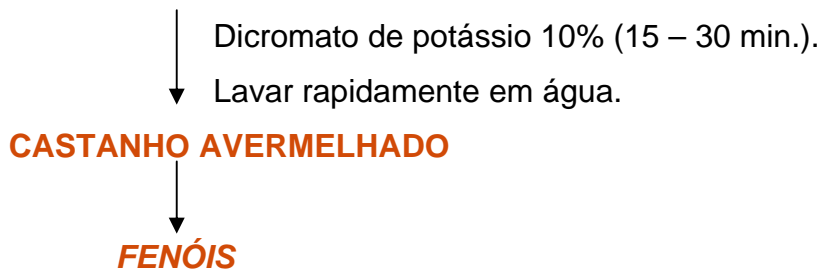 Dicromato de potássio 10% (15 – 30 min.).
Lavar rapidamente em água.
CASTANHO AVERMELHADO
FENÓIS